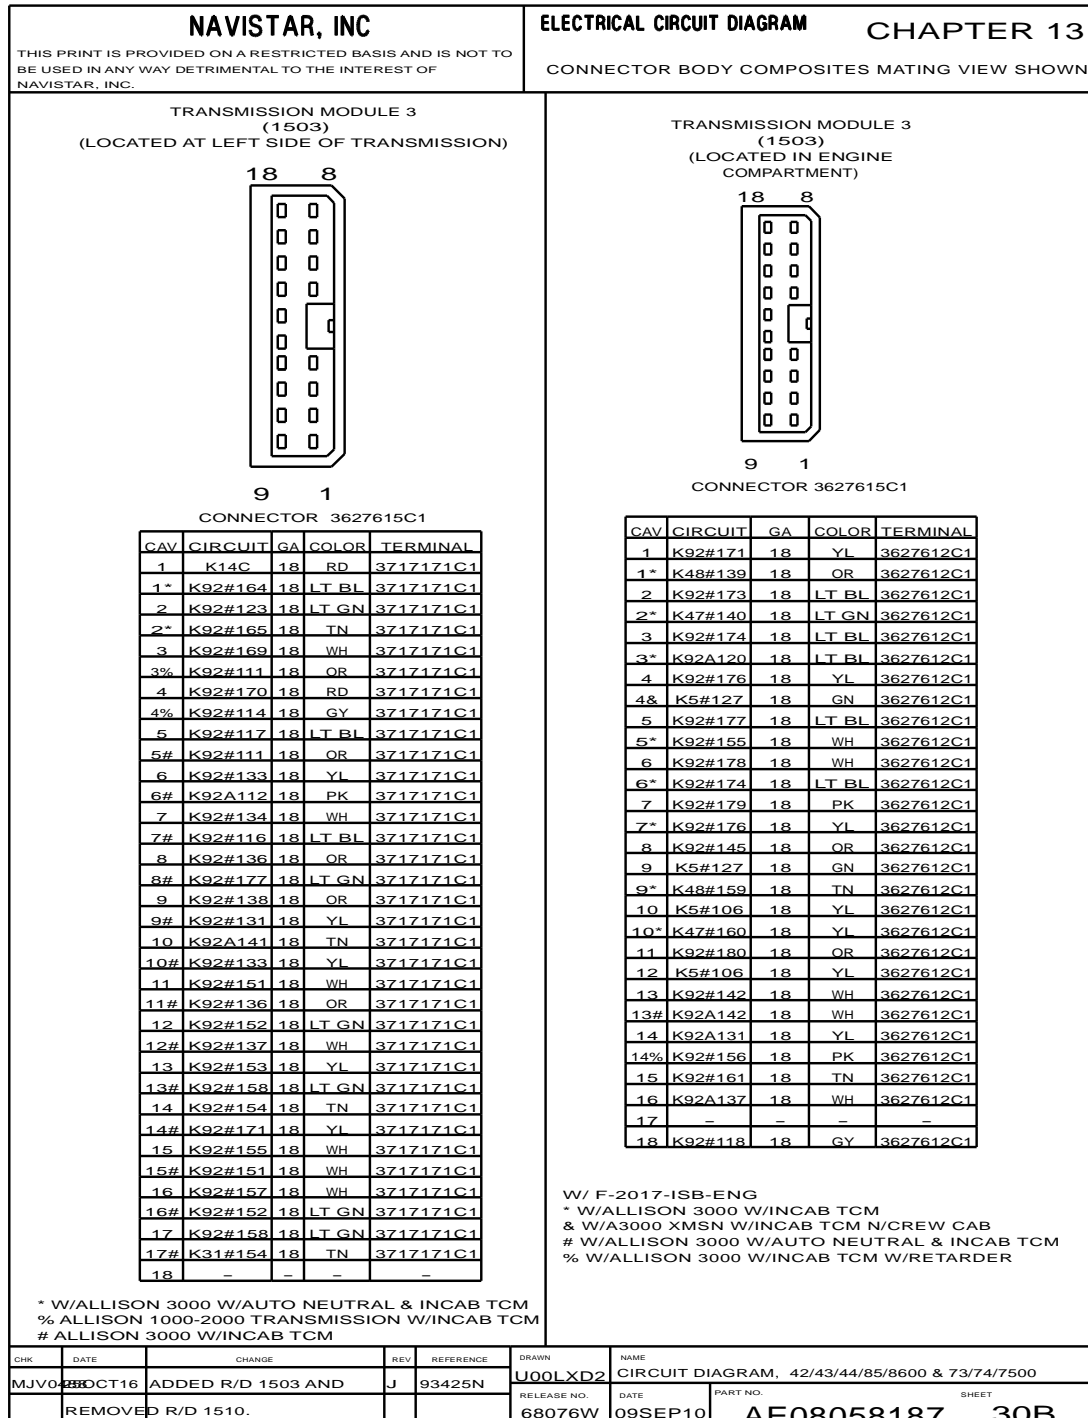 NAVISTAR, INC
THIS PRINT IS PROVIDED ON A RESTRICTED BASIS AND IS NOT TO
BE USED IN ANY WAY DETRIMENTAL TO THE INTEREST OF
NAVISTAR, INC.
ELECTRICAL CIRCUIT DIAGRAM
CHAPTER 13
CONNECTOR BODY COMPOSITES MATING VIEW SHOWN
TRANSMISSION MODULE 3
(1503)
(LOCATED AT LEFT SIDE OF TRANSMISSION)
18 8
9 1
CONNECTOR 3627615C1
CAV CIRCUIT GA COLOR TERMINAL
1 K14C 18 RD 3717171C1
1* K92#164 18 LT BL 3717171C1
2 K92#123 18 LT GN 3717171C1
2* K92#165 18 TN 3717171C1
3 K92#169 18 WH 3717171C1
3% K92#111 18 OR 3717171C1
4 K92#170 18 RD 3717171C1
4% K92#114 18 GY 3717171C1
5 K92#117 18 LT BL 3717171C1
5# K92#111 18 OR 3717171C1
6 K92#133 18 YL 3717171C1
6# K92A112 18 PK 3717171C1
7 K92#134 18 WH 3717171C1
7# K92#116 18 LT BL 3717171C1
8 K92#136 18 OR 3717171C1
8# K92#177 18 LT GN 3717171C1
9 K92#138 18 OR 3717171C1
9# K92#131 18 YL 3717171C1
10 K92A141 18 TN 3717171C1
10# K92#133 18 YL 3717171C1
11 K92#151 18 WH 3717171C1
11# K92#136 18 OR 3717171C1
12 K92#152 18 LT GN 3717171C1
12# K92#137 18 WH 3717171C1
13 K92#153 18 YL 3717171C1
13# K92#158 18 LT GN 3717171C1
14 K92#154 18 TN 3717171C1
14# K92#171 18 YL 3717171C1
15 K92#155 18 WH 3717171C1
15# K92#151 18 WH 3717171C1
16 K92#157 18 WH 3717171C1
16# K92#152 18 LT GN 3717171C1
17 K92#158 18 LT GN 3717171C1
17# K31#154 18 TN 3717171C1
18 – – – –
* W/ALLISON 3000 W/AUTO NEUTRAL & INCAB TCM
% ALLISON 1000-2000 TRANSMISSION W/INCAB TCM
# ALLISON 3000 W/INCAB TCM
TRANSMISSION MODULE 3
(1503)
(LOCATED IN ENGINE
COMPARTMENT)
18 8
9 1
CONNECTOR 3627615C1
CAV CIRCUIT GA COLOR TERMINAL
1 K92#171 18 YL 3627612C1
1* K48#139 18 OR 3627612C1
2 K92#173 18 LT BL 3627612C1
2* K47#140 18 LT GN 3627612C1
3 K92#174 18 LT BL 3627612C1
3* K92A120 18 LT BL 3627612C1
4 K92#176 18 YL 3627612C1
4& K5#127 18 GN 3627612C1
5 K92#177 18 LT BL 3627612C1
5* K92#155 18 WH 3627612C1
6 K92#178 18 WH 3627612C1
6* K92#174 18 LT BL 3627612C1
7 K92#179 18 PK 3627612C1
7* K92#176 18 YL 3627612C1
8 K92#145 18 OR 3627612C1
9 K5#127 18 GN 3627612C1
9* K48#159 18 TN 3627612C1
10 K5#106 18 YL 3627612C1
10* K47#160 18 YL 3627612C1
11 K92#180 18 OR 3627612C1
12 K5#106 18 YL 3627612C1
13 K92#142 18 WH 3627612C1
13# K92A142 18 WH 3627612C1
14 K92A131 18 YL 3627612C1
14% K92#156 18 PK 3627612C1
15 K92#161 18 TN 3627612C1
16 K92A137 18 WH 3627612C1
17 – – – –
18 K92#118 18 GY 3627612C1
W/ F-2017-ISB-ENG
* W/ALLISON 3000 W/INCAB TCM
& W/A3000 XMSN W/INCAB TCM N/CREW CAB
# W/ALLISON 3000 W/AUTO NEUTRAL & INCAB TCM
% W/ALLISON 3000 W/INCAB TCM W/RETARDER
CHK DATE CHANGE REV REFERENCE
OCT16 ADDED R/D 1503 AND J 93425N
REMOVED R/D 1510.
DRAWN
U00LXD2
NAME
CIRCUIT DIAGRAM, 42/43/44/85/8600 & 73/74/7500
RELEASE NO. DATE PART NO. SHEET
68076W 09SEP10 AE08058187 30B